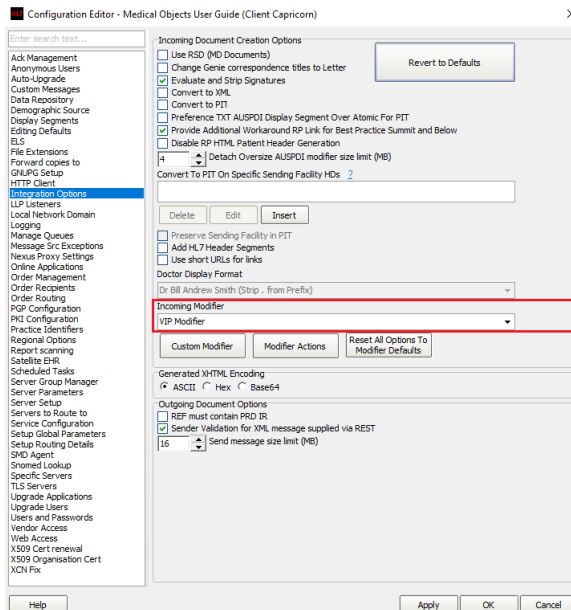 Configuration Editor - Medical Objects User Guide (Client Capricorn)
Enter search text...
Ack Management
Anonymous Users
Auto-Upgrade
Custom Messages
Data Repository
Demographic Source
Display Segments
Editing Defaults
ELS
File Extensions
Forward copies to
GNUPG Setup
HTTP Client
Integration Options
LLP Listeners
Local Network Domain
Logging
Manage Queues
Message Src Exceptions
Nexus Proxy Settings
Online Applications
Order Management
Order Recipients
Order Routing
PGP Configuration
PKI Configuration
Practice Identifiers
Regional Options
Report scanning
Satellite EHR
Scheduled Tasks
Server Group Manager
Server Parameters
Server Setup
Servers to Route to
Service Configuration
Setup Global Parameters
Setup Routing Details
SMD Agent
Snomed Lookup
Specific Servers
TLS Servers
Upgrade Applications
Upgrade Users
Users and Passwords
Vendor Access
Web Access
X509 Cert renewal
X509 Organisation Cert
XCN Fix
Incoming Document Creation Options
Use RSD (MD Documents)
Change Genie correspondence titles to Letter
Evaluate and Strip Signatures
Convert to XML
Convert to PIT
Preference TXT AUSPDI Display Segment Over Atomic For PIT
Provide Additional Workaround RP Link for Best Practice Summit and Below
Disable RP HTML Patient Header Generation
4 Detach Oversize AUSPDI modifier size limit (MB)
Revert to Defaults
Convert To PIT On Specific Sending Facility HDs ?
Delete Edit Insert
Preserve Sending Facility in PIT
Add HL7 Header Segments
Use short URLs for links
Doctor Display Format
Dr Bill Andrew Smith (Strip . from Prefix)
Incoming Modifier
VIP Modifier
Custom Modifier Modifier Actions Reset All Options To
Modifier Defaults
Generated XHTML Encoding
ASCII Hex Base64
Outgoing Document Options
REF must contain PRD IR
Sender Validation for XML message supplied via REST
16 Send message size limit (MB)
Help Apply OK Cancel